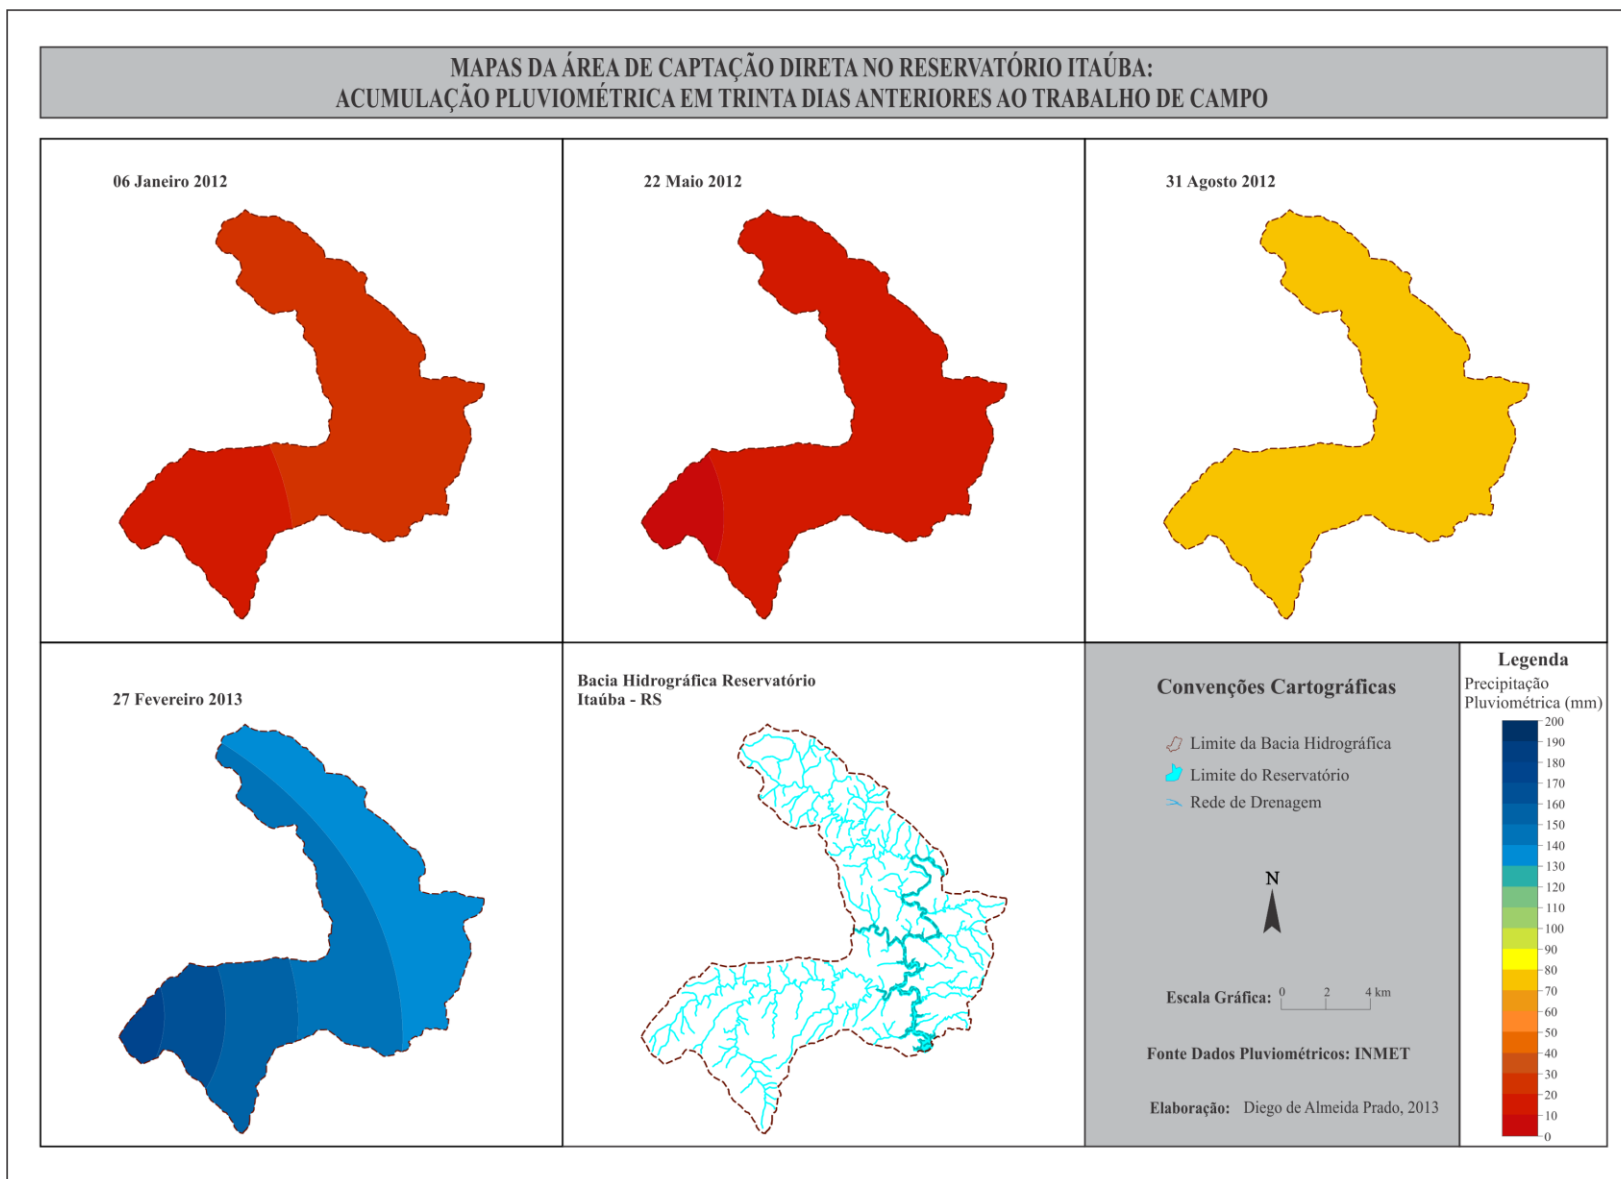 MAPAS DA ÁREA DE CAPTAÇÃO DIRETA NO RESERVATÓRIO ITAÚBA:
ACUMULAÇÃO PLUVIOMÉTRICA EM TRINTA DIAS ANTERIORES AO TRABALHO DE CAMPO
06 Janeiro 2012
22 Maio 2012
31 Agosto 2012
27 Fevereiro 2013
Bacia Hidrográfica Reservatório
Itaúba - RS
Convenções Cartográficas
Limite da Bacia Hidrográfica
Limite do Reservatório
Rede de Drenagem
N
Escala Gráfica: 0 2 4 km
Fonte Dados Pluviométricos: INMET
Elaboração: Diego de Almeida Prado, 2013
Legenda
Precipitação
Pluviométrica (mm)
200
190
170
160
140
130
120
110
100
90
80
70
60
50
40
30
20
10
0